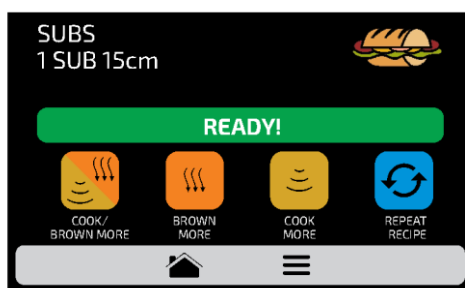 SUBS
1 SUB 15cm
READY!
COOK/
BROWN MORE
BROWN
MORE
COOK
MORE
REPEAT
RECIPE